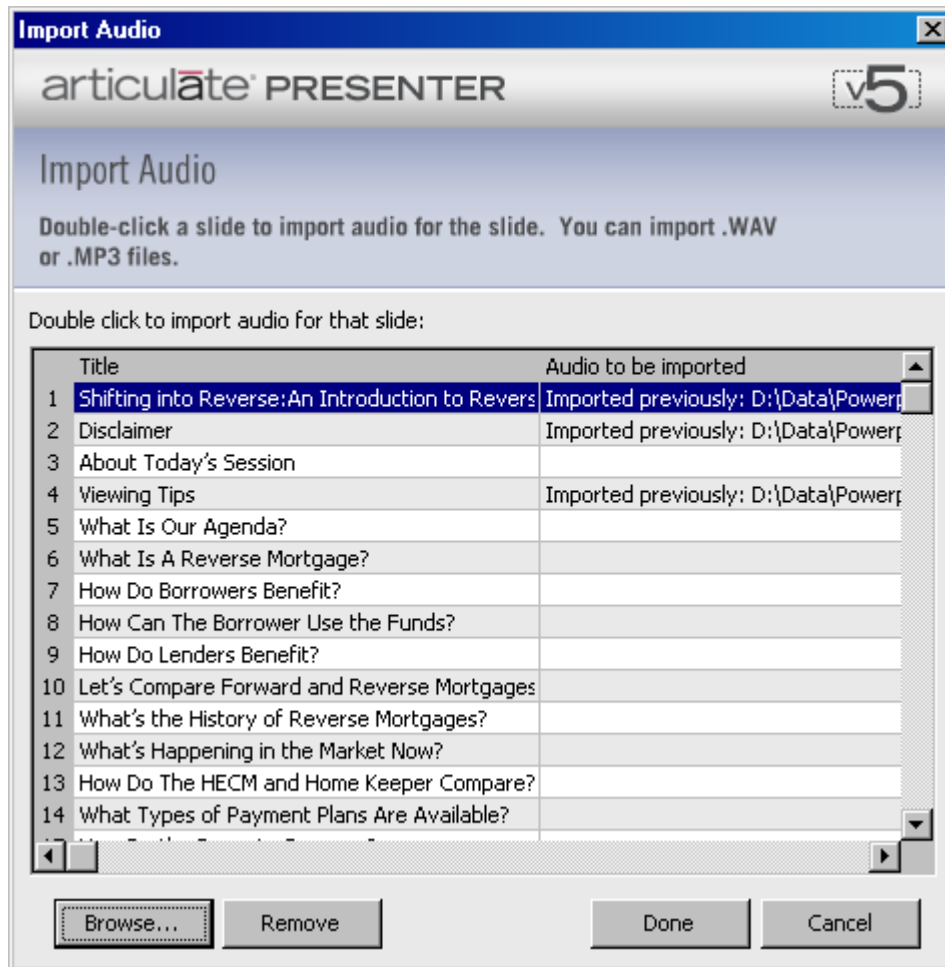 Import Audio
articulāte PRESENTER v5
Import Audio
Double-click a slide to import audio for the slide. You can import .WAV
or .MP3 files.
Double click to import audio for that slide:
Title Audio to be imported
1 Shifting into Reverse:An Introduction to Revers Imported previously: D:\Data\Powerp
2 Disclaimer Imported previously: D:\Data\Powerp
3 About Today's Session
4 Viewing Tips Imported previously: D:\Data\Powerp
5 What Is Our Agenda?
6 What Is A Reverse Mortgage?
7 How Do Borrowers Benefit?
8 How Can The Borrower Use the Funds?
9 How Do Lenders Benefit?
10 Let's Compare Forward and Reverse Mortgages
11 What's the History of Reverse Mortgages?
12 What's Happening in the Market Now?
13 How Do The HECM and Home Keeper Compare?
14 What Types of Payment Plans Are Available?
Browse... Remove Done Cancel